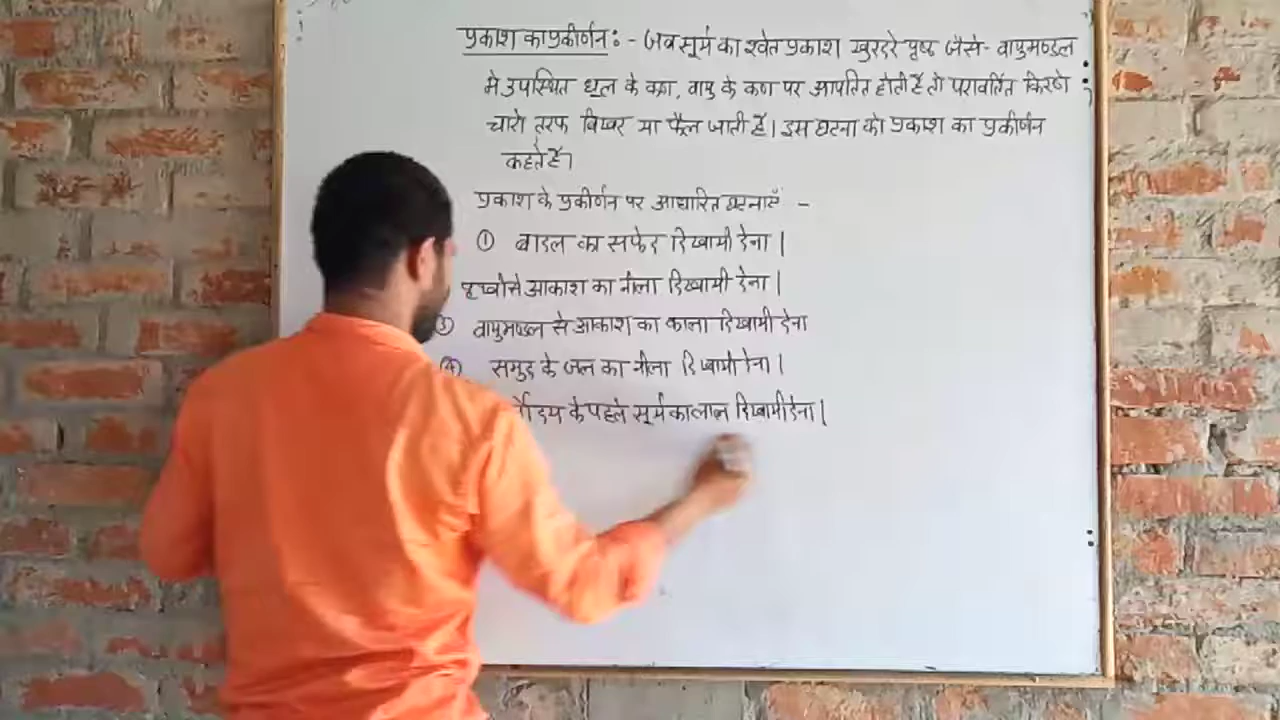 प्रकाश का प्रकीर्णन : - जब सूर्य का श्वेत प्रकाश खुरदरे पृष्ठ जैसे - वायुमण्डल
मे उपस्थित धूल के कण, वायु के कण पर आपतित होती है तो परावर्तित किरणे
चारो तरफ बिखर या फैल जाती है। इस घटना को प्रकाश का प्रकीर्णन
कहते है।
प्रकाश के प्रकीर्णन पर आधारित घटनाएँ -
① बादल का सफेद दिखायी देना |
पृथ्वी से आकाश का नीला दिखायी देना |
③ वायुमण्डल से आकाश का काला दिखायी देना
④ समुद्र के जल का नीला दिखायी देना |
के पहले सूर्य का लाल दिखायी देना |